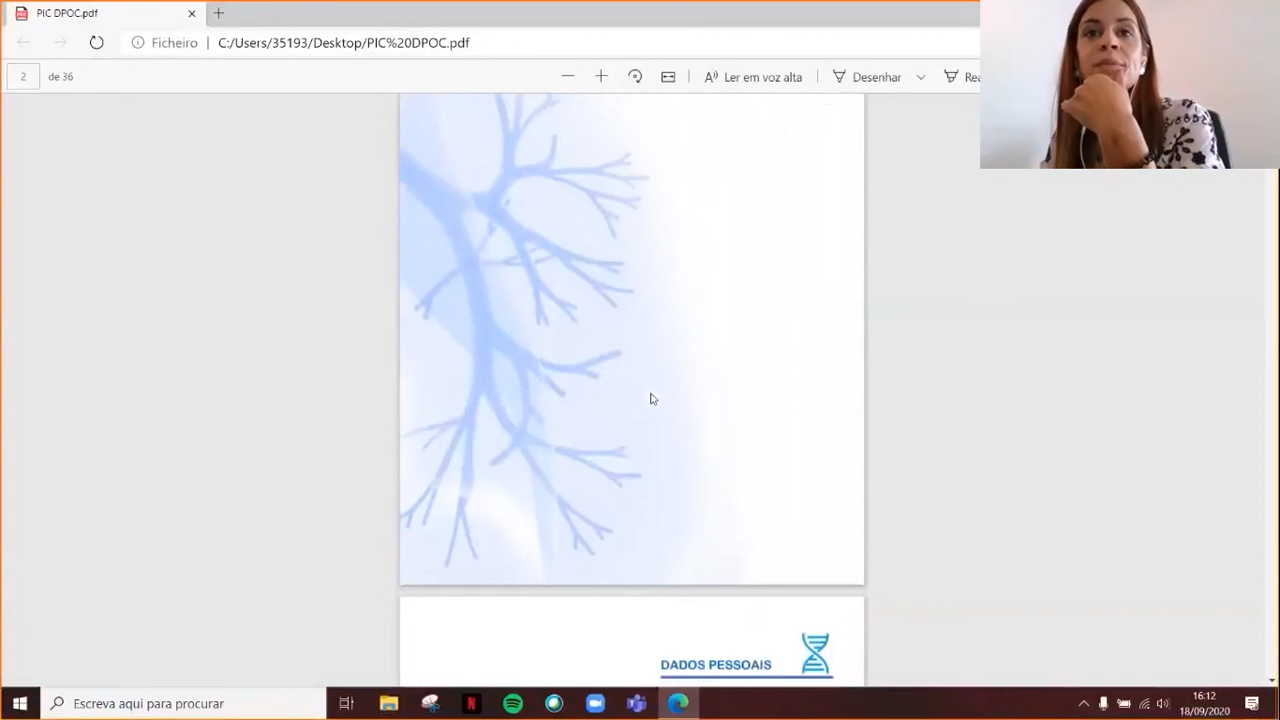 PIC DPOC.pdf
Ficheiro
C:/Users/35193/Desktop/PIC%20DPOC.pdf
2 de 36
Ler em voz alta
Desenhar
Rea
DADOS PESSOAIS
Escreva aqui para procurar
16:12
18/09/2020